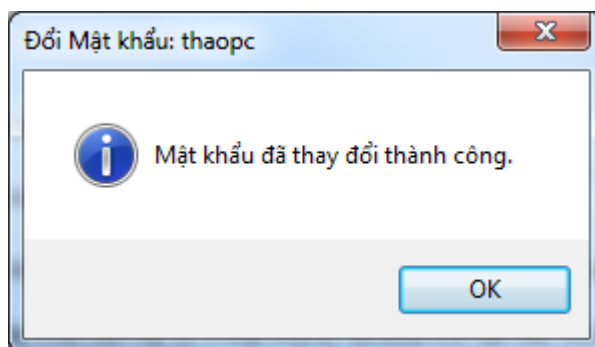 Đổi Mật khẩu: thaopc
Mật khẩu đã thay đổi thành công.
OK